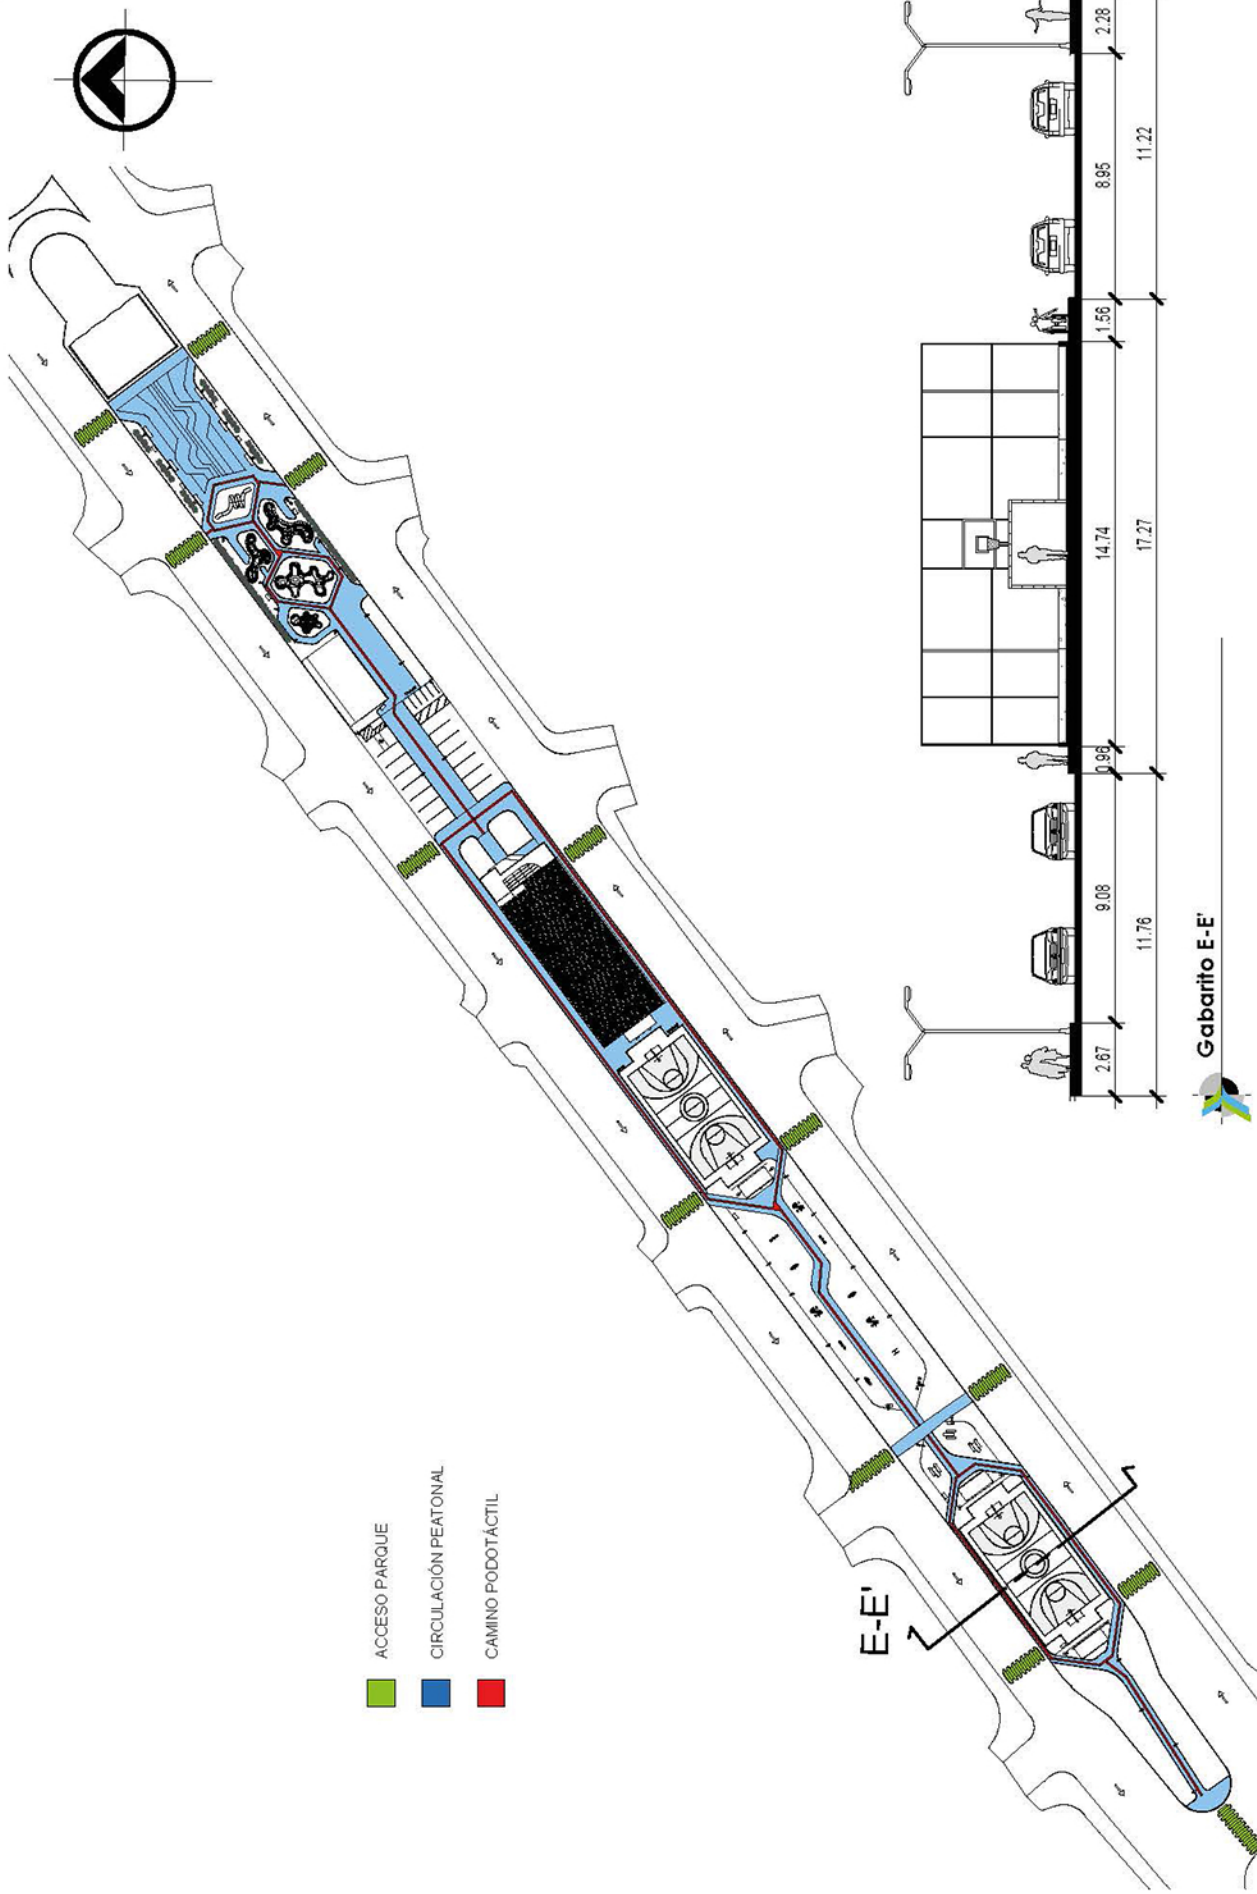 ACCESO PARQUE
CIRCULACIÓN PEATONAL
CAMINO PODOTÁCTIL
E-E'
2.67
9.08
0.96
14.74
1.56
8.95
2.28
11.76
17.27
11.22
Gabarito E-E'